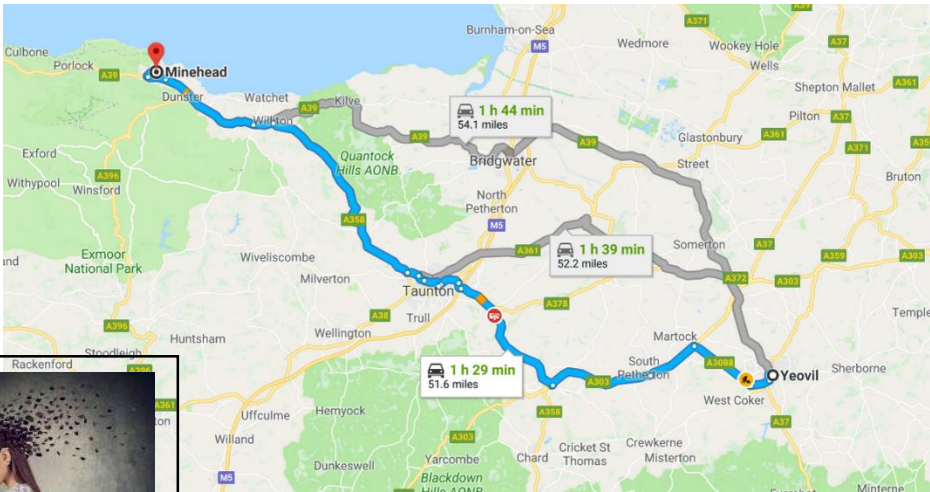 Burnham-on-Sea
A371
Culbone
Porlock
A39
Minehead
M5
Wedmore
Wookey Hole
A37
Wells
Dunster
Watchet
Kilve
1 h 44 min
54.1 miles
Shepton Mallet
A361
Williton
A39
A39
A39
Pilton
A37
Glastonbury
A361
Exford
Quantock
Hills AONB
Bridgwater
Street
A371
Withypool
A396
Winsford
North
Petherton
Bruton
A358
M5
Exmoor
National Park
Wiveliscombe
A361
1 h 39 min
52.2 miles
Somerton
A37
A359
A303
Milverton
Taunton
A372
A303
A38
Trull
A378
A396
Wellington
Martock
Huntsham
Stoodleigh
A396
Rackenford
1 h 29 min
51.6 miles
South
Petherton
A3088
Yeovil
Sherborne
A361
A303
West Coker
Hemyock
A358
Uffculme
A37
Willand
A303
Crewkerne
Cricket St
Thomas
Misterton
Dunkeswell
Yarcombe
Chard
M5
Blackdown
Hills AONB
Minterne